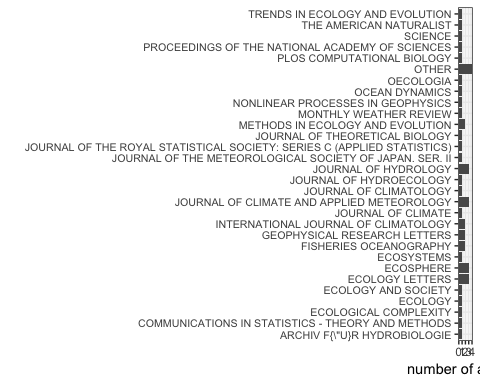 TRENDS IN ECOLOGY AND EVOLUTION
THE AMERICAN NATURALIST
SCIENCE
PROCEEDINGS OF THE NATIONAL ACADEMY OF SCIENCES
PLOS COMPUTATIONAL BIOLOGY
OTHER
OECOLOGIA
OCEAN DYNAMICS
NONLINEAR PROCESSES IN GEOPHYSICS
MONTHLY WEATHER REVIEW
METHODS IN ECOLOGY AND EVOLUTION
JOURNAL OF THEORETICAL BIOLOGY
JOURNAL OF THE ROYAL STATISTICAL SOCIETY: SERIES C (APPLIED STATISTICS)
JOURNAL OF THE METEOROLOGICAL SOCIETY OF JAPAN. SER. II
JOURNAL OF HYDROLOGY
JOURNAL OF HYDROECOLOGY
JOURNAL OF CLIMATOLOGY
JOURNAL OF CLIMATE AND APPLIED METEOROLOGY
JOURNAL OF CLIMATE
INTERNATIONAL JOURNAL OF CLIMATOLOGY
GEOPHYSICAL RESEARCH LETTERS
FISHERIES OCEANOGRAPHY
ECOSYSTEMS
ECOSPHERE
ECOLOGY LETTERS
ECOLOGY AND SOCIETY
ECOLOGY
ECOLOGICAL COMPLEXITY
COMMUNICATIONS IN STATISTICS - THEORY AND METHODS
ARCHIV F{\"U}R HYDROBIOLOGIE
01234
number of a